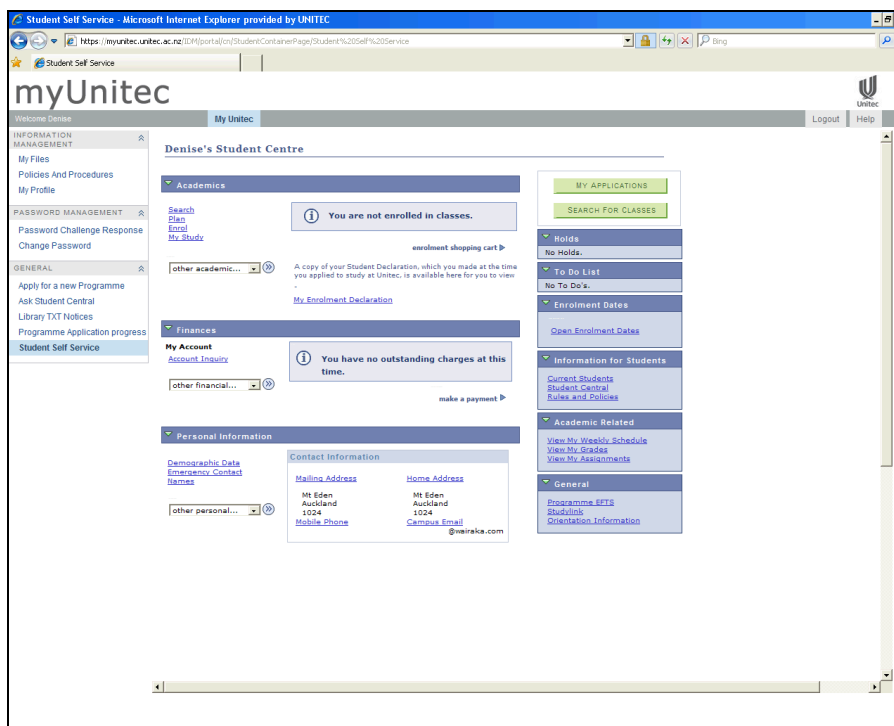 Student Self Service - Microsoft Internet Explorer provided by UNITEC
https://myunitec.unitec.ac.nz/IDM/portal/cn/StudentContainerPage/Student%20Self%20Service
Bing
Student Self Service
myUnitec
Unitec
Welcome Denise
My Unitec
Logout
Help
INFORMATION
MANAGEMENT
My Files
Policies And Procedures
My Profile
PASSWORD MANAGEMENT
Password Challenge Response
Change Password
GENERAL
Apply for a new Programme
Ask Student Central
Library TXT Notices
Programme Application progress
Student Self Service
Denise's Student Centre
Academics
Search
Plan
Enrol
My Study
other academic...
You are not enrolled in classes.
enrolment shopping cart
A copy of your Student Declaration, which you made at the time
you applied to study at Unitec, is available here for you to view
.
My Enrolment Declaration
Finances
My Account
Account Inquiry
other financial...
You have no outstanding charges at this
time.
make a payment
Personal Information
Demographic Data
Emergency Contact
Names
other personal...
Contact Information
Mailing Address
Mt Eden
Auckland
1024
Home Address
Mt Eden
Auckland
1024
Mobile Phone
Campus Email
@wairaka.com
MY APPLICATIONS
SEARCH FOR CLASSES
Holds
No Holds.
To Do List
No To Do's.
Enrolment Dates
Open Enrolment Dates
Information for Students
Current Students
Student Central
Rules and Policies
Academic Related
View My Weekly Schedule
View My Grades
View My Assignments
General
Programme EFTS
Studylink
Orientation Information